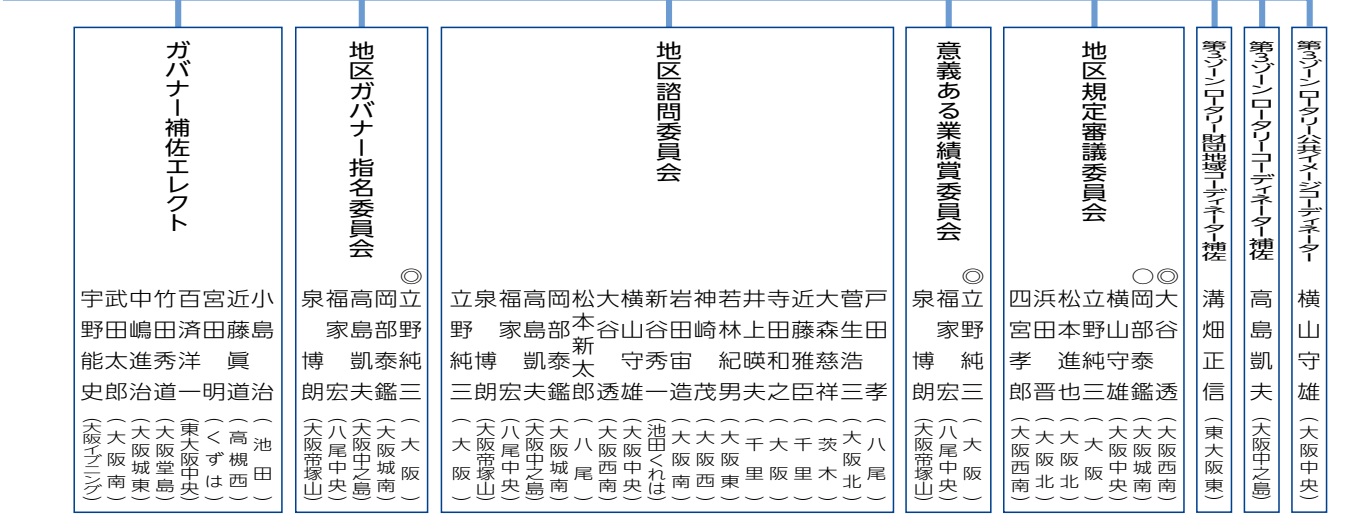 第3ゾーンロータリー公共イメージコーディネーター
横山守雄（大阪中央）
第3ゾーンロータリーコーディネーター補佐
高島凱夫（大阪中之島）
第3ゾーンロータリー財団地域コーディネーター補佐
溝畑正信（東大阪東）
地区規定審議委員会
◎大谷透（大阪西南）
○岡部泰鑑（大阪城南）
横山守雄（大阪中央）
立野純三（大阪）
松本進也（大阪北）
浜田晋（大阪北）
四宮孝郎（大阪西南）
意義ある業績賞委員会
◎立野純三（大阪）
福家宏（八尾中央）
泉博朗（大阪帝塚山）
地区諮問委員会
戸田孝（八尾）
菅生浩三（大阪北）
大森慈祥（茨木）
近藤雅臣（千里）
寺田和之（大阪）
井上暎夫（千里）
若林紀男（大阪東）
神崎茂（大阪西）
岩田宙造（大阪南）
新谷秀一（池田くれは）
横山守雄（大阪中央）
大谷透（大阪西南）
松本新太郎（八尾）
岡部泰鑑（大阪城南）
高島凱夫（大阪中之島）
福家宏（八尾中央）
泉博朗（大阪帝塚山）
立野純三（大阪）
地区ガバナー指名委員会
◎立野純三（大阪）
岡部泰鑑（大阪城南）
高島凱夫（大阪中之島）
福家宏（八尾中央）
泉博朗（大阪帝塚山）
ガバナー補佐エレクト
小島治（池田）
近藤眞道（高槻西）
宮田明（くずは）
百済洋一（東大阪中央）
竹田秀道（大阪堂島）
中嶋進治（大阪城東）
武田太郎（大阪南）
宇野能史（大阪イブニング）